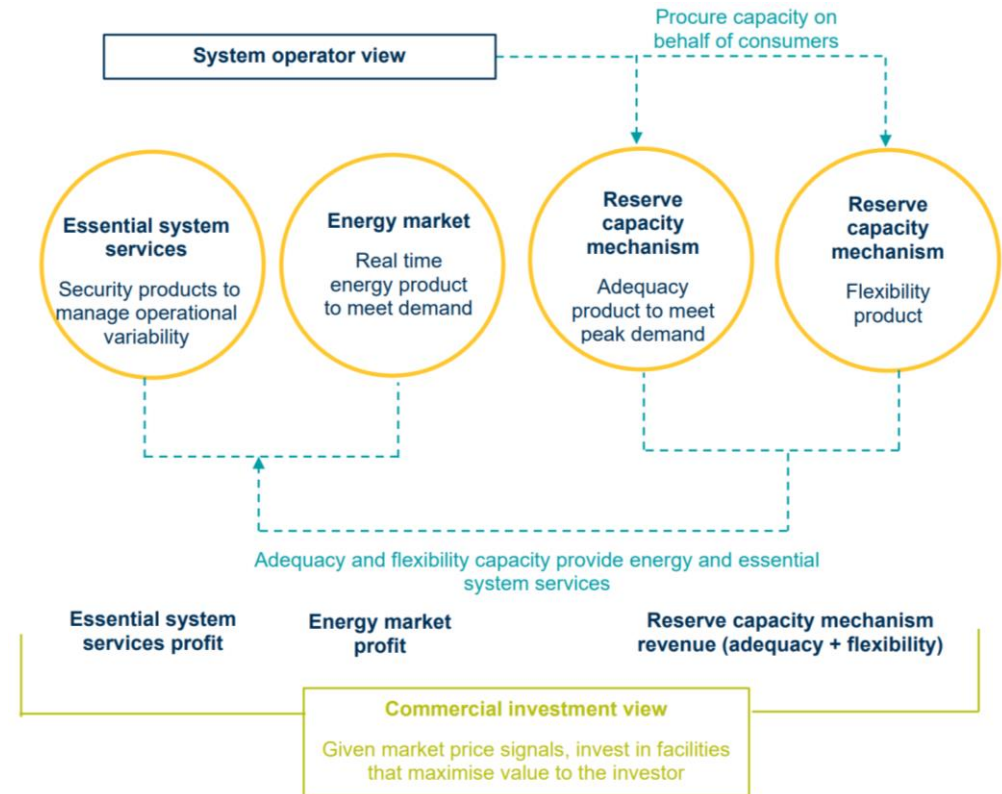 Procure capacity on
behalf of consumers
System operator view
Essential system
services
Security products to
manage operational
variability
Energy market
Real time
energy product
to meet demand
Reserve
capacity
mechanism
Adequacy
product to meet
peak demand
Reserve
capacity
mechanism
Flexibility
product
Adequacy and flexibility capacity provide energy and essential
system services
Essential system
services profit
Energy market
profit
Reserve capacity mechanism
revenue (adequacy + flexibility)
Commercial investment view
Given market price signals, invest in facilities
that maximise value to the investor